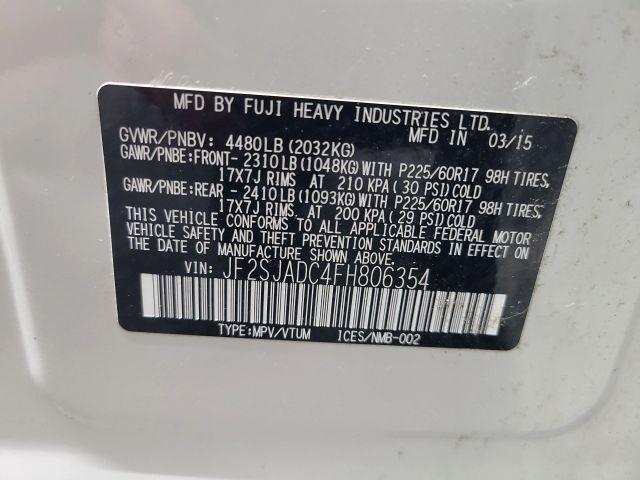 MFD BY FUJI HEAVY INDUSTRIES LTD.
MFD IN 03/15
GVWR/PNBV: 4480LB(2032KG)
GAWR/PNBE:FRONT- 2310LB(1048KG)WITH P225/60R17 98H TIRES,
17X7J RIMS AT 210 KPA(30 PSI)COLD
GAWR/PNBE:REAR - 2410LB(1093KG)WITH P225/60R17 98H TIRES,
17X7J RIMS AT 200 KPA(29 PSI)COLD
THIS VEHICLE CONFORMS TO ALL APPLICABLE FEDERAL MOTOR
VEHICLE SAFETY AND THEFT PREVENTION STANDARDS IN EFFECT ON
THE DATE OF MANUFACTURE SHOWN ABOVE.
VIN: JF2SJADC4FH806354
TYPE:MPV/VTUM ICES/NMB-002